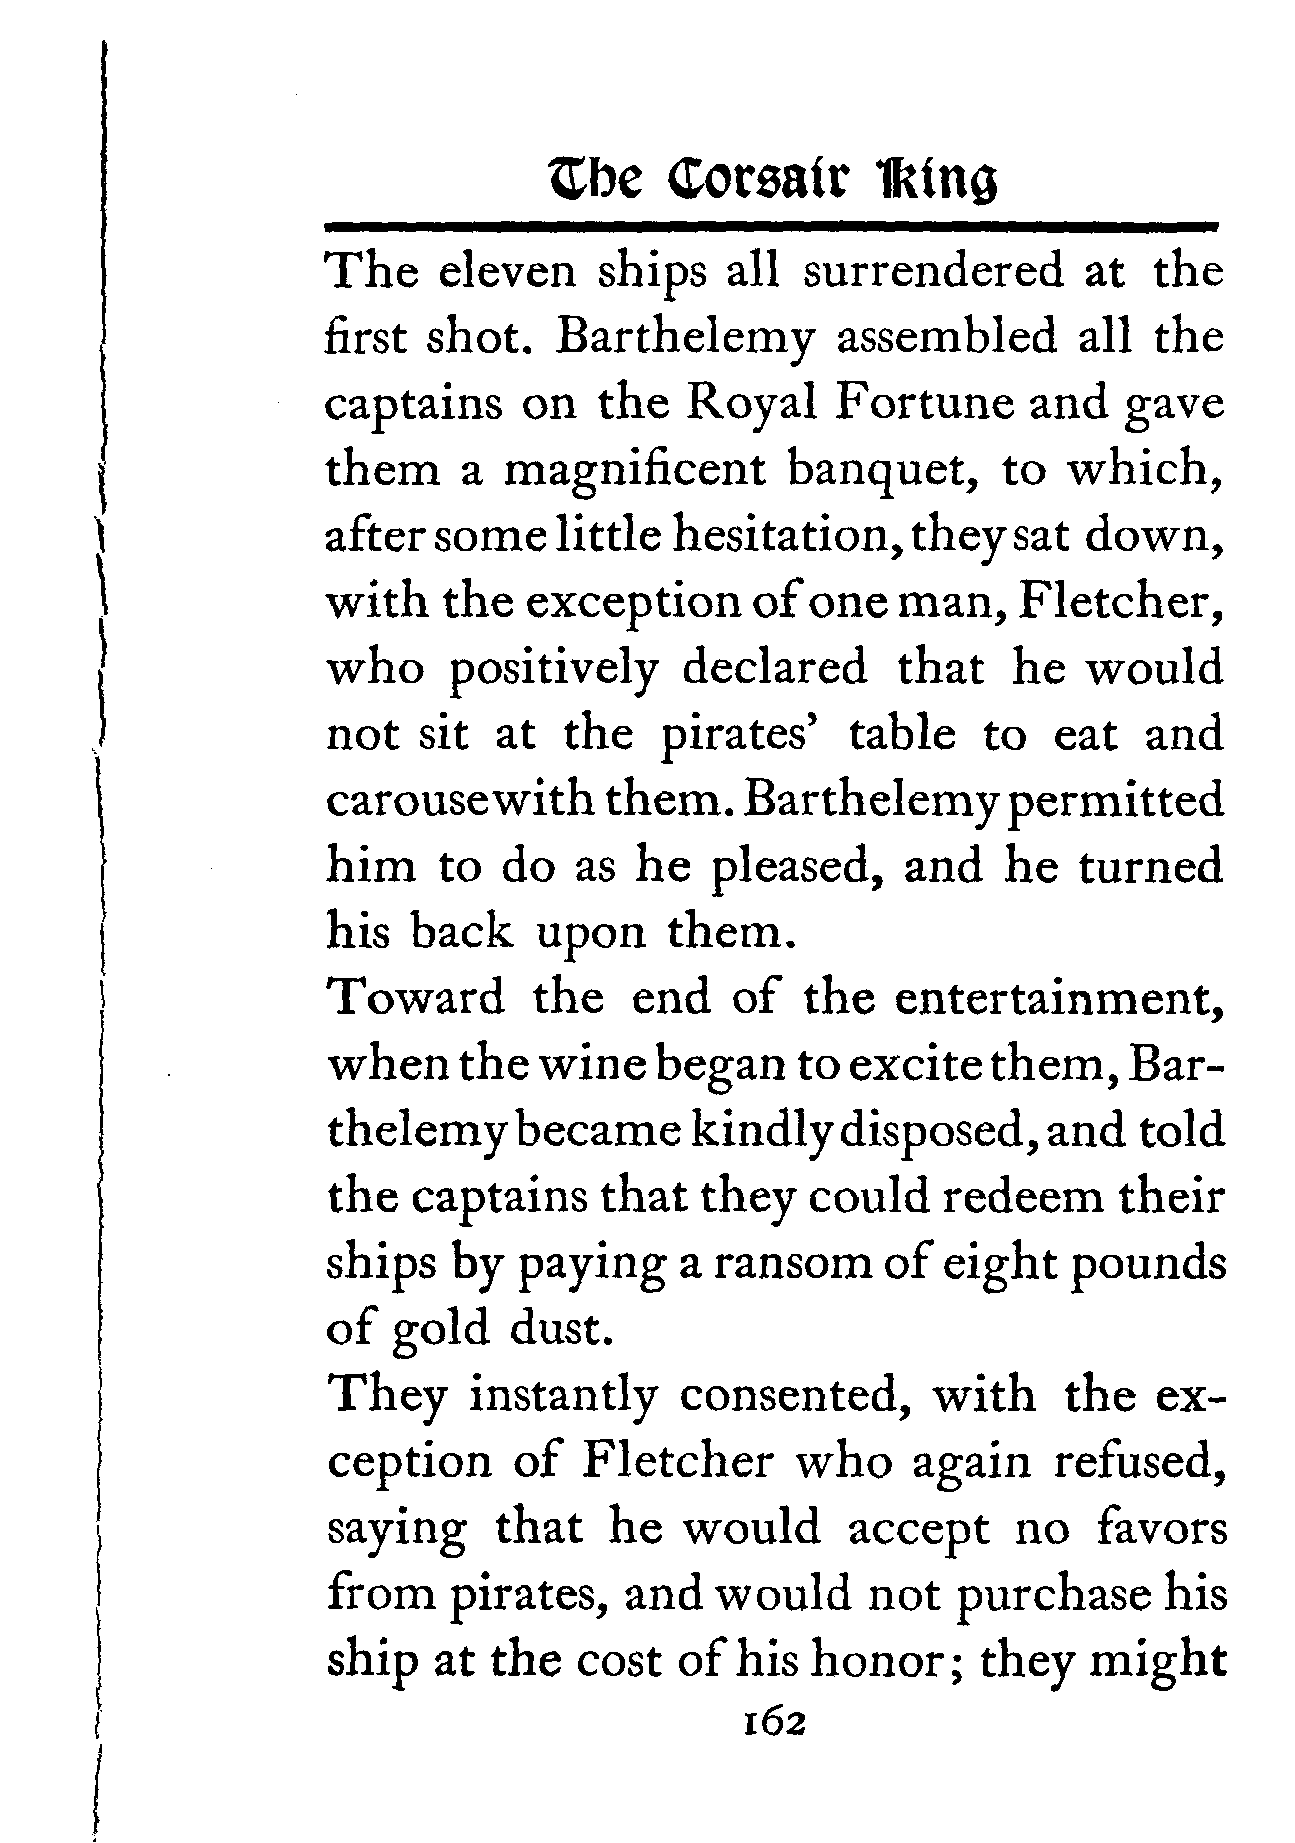 The Corsair King
The eleven ships all surrendered at the
first shot. Barthelemy assembled all the
captains on the Royal Fortune and gave
them a magnificent banquet, to which,
after some little hesitation, they sat down,
with the exception of one man, Fletcher,
who positively declared that he would
not sit at the pirates’ table to eat and
carouse with them. Barthelemy permitted
him to do as he pleased, and he turned
his back upon them.
Toward the end of the entertainment,
when the wine began to excite them, Bar-
thelemy became kindly disposed, and told
the captains that they could redeem their
ships by paying a ransom of eight pounds
of gold dust.
They instantly consented, with the ex-
ception of Fletcher who again refused,
saying that he would accept no favors
from pirates, and would not purchase his
ship at the cost of his honor; they might
162